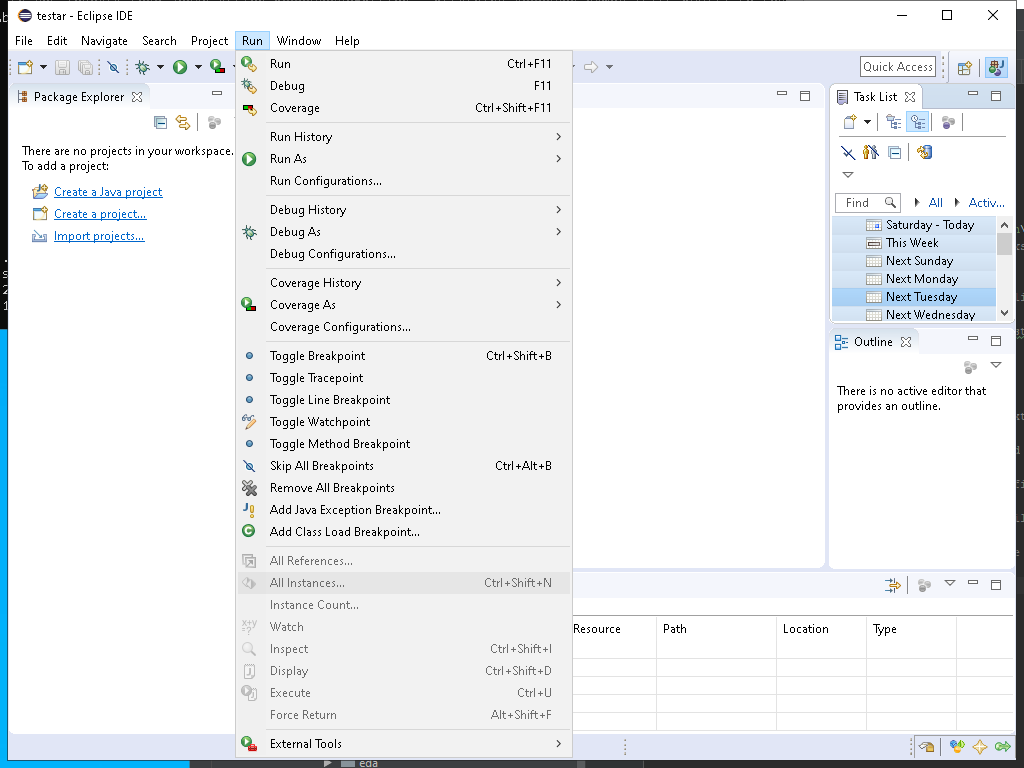 testar - Eclipse IDE
File Edit Navigate Search Project Run Window Help
Quick Access
Package Explorer
There are no projects in your workspace.
To add a project:
Create a Java project
Create a project...
Import projects...
Run Ctrl+F11
Debug F11
Coverage Ctrl+Shift+F11
Run History
Run As
Run Configurations...
Debug History
Debug As
Debug Configurations...
Coverage History
Coverage As
Coverage Configurations...
Toggle Breakpoint Ctrl+Shift+B
Toggle Tracepoint
Toggle Line Breakpoint
Toggle Watchpoint
Toggle Method Breakpoint
Skip All Breakpoints Ctrl+Alt+B
Remove All Breakpoints
Add Java Exception Breakpoint...
Add Class Load Breakpoint...
All References...
All Instances... Ctrl+Shift+N
Instance Count...
Watch
Inspect Ctrl+Shift+I
Display Ctrl+Shift+D
Execute Ctrl+U
Force Return Alt+Shift+F
External Tools
Task List
Find All Activ...
Saturday - Today
This Week
Next Sunday
Next Monday
Next Tuesday
Next Wednesday
Outline
There is no active editor that
provides an outline.
Resource Path Location Type
eda